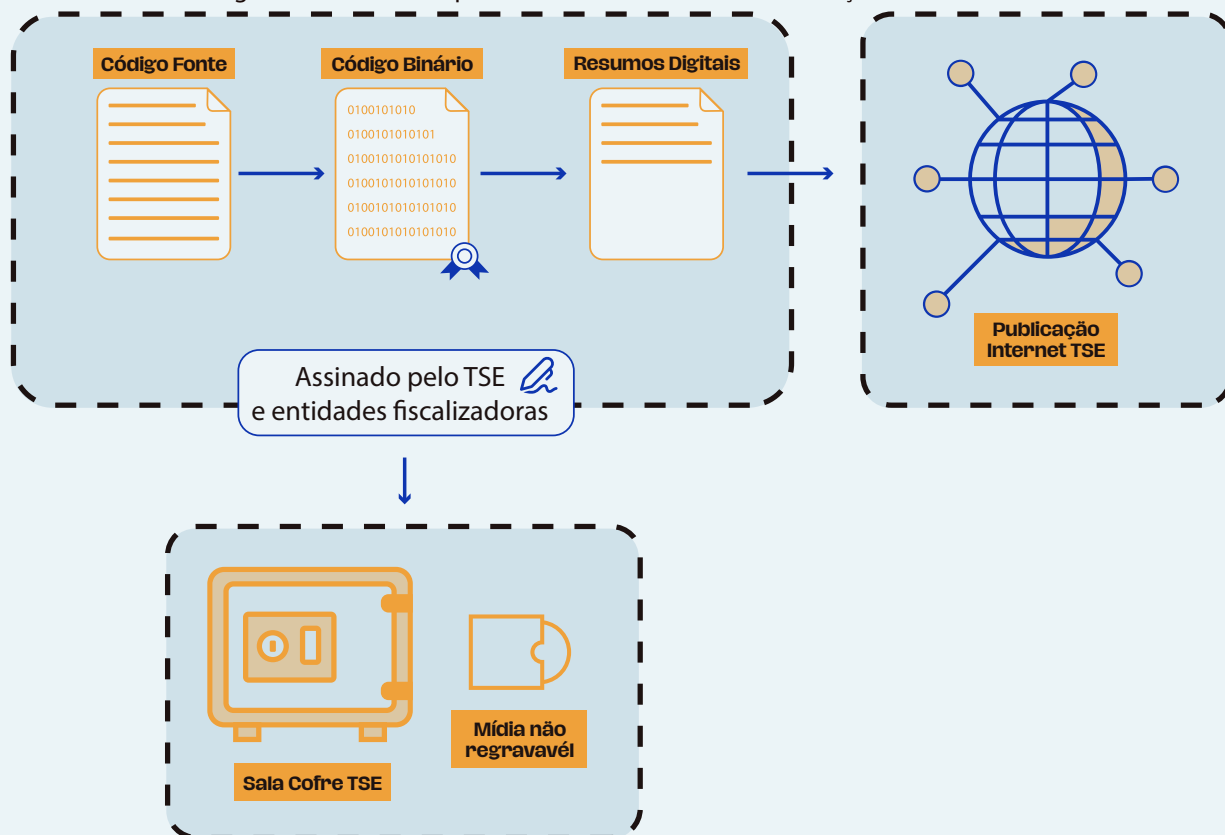 Código Fonte
Código Binário
Resumos Digitais
0100101010
0100101010101
0100101010101010
0100101010101010
0100101010101010
0100101010101010
Publicação
Internet TSE
Assinado pelo TSE
e entidades fiscalizadoras
Mídia não
regravavél
Sala Cofre TSE